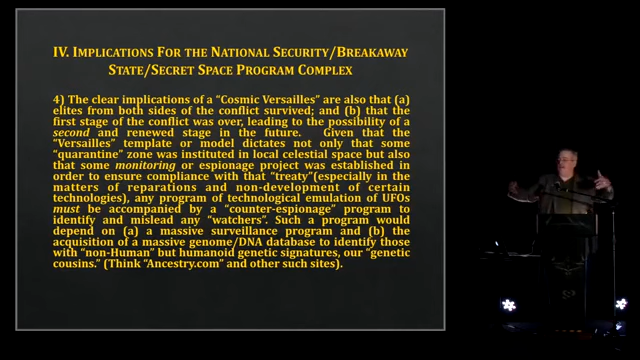 IV. IMPLICATIONS FOR THE NATIONAL SECURITY/BREAKAWAY
STATE/SECRET SPACE PROGRAM COMPLEX
4) The clear implications of a “Cosmic Versailles” are also that (a)
elites from both sides of the conflict survived; and (b) that the
first stage of the conflict was over, leading to the possibility of a
second and renewed stage in the future. Given that the
“Versailles” template or model dictates not only that some
“quarantine” zone was instituted in local celestial space but also
that some monitoring or espionage project was established in
order to ensure compliance with that “treaty”(especially in the
matters of reparations and non-development of certain
technologies), any program of technological emulation of UFOs
must be accompanied by a “counter-espionage” program to
identify and mislead any “watchers”. Such a program would
depend on (a) a massive surveillance program and (b) the
acquisition of a massive genome/DNA database to identify those
with “non-Human” but humanoid genetic signatures, our “genetic
cousins.” (Think “Ancestry.com” and other such sites).